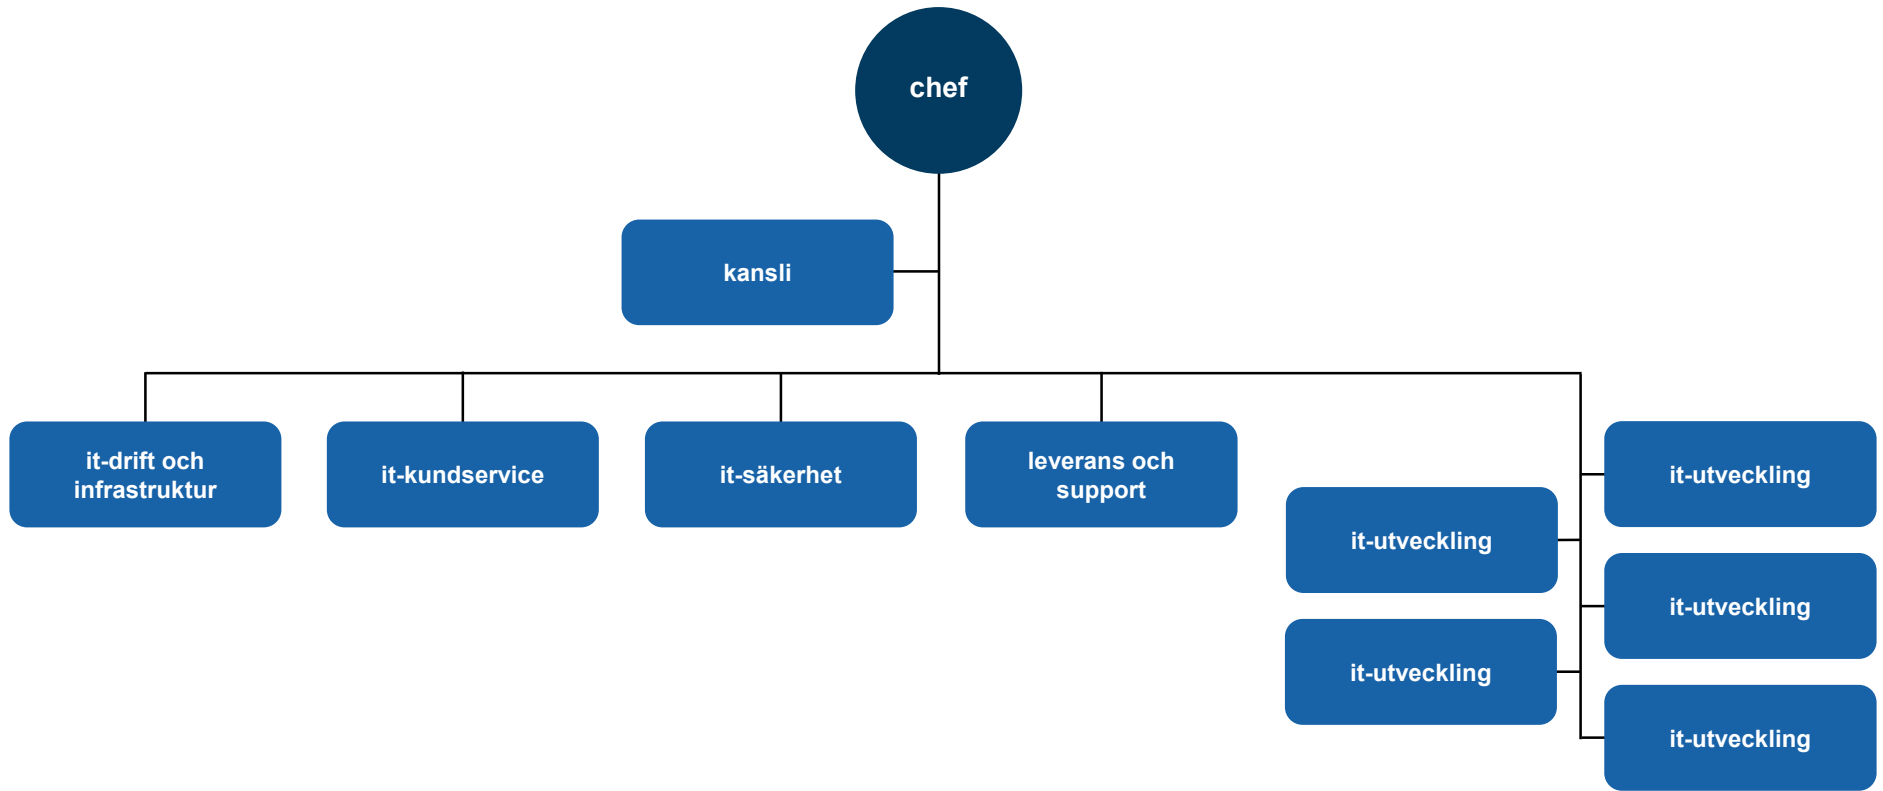 chef
kansli
it-drift och
infrastruktur
it-kundservice
it-säkerhet
leverans och
support
it-utveckling
it-utveckling
it-utveckling
it-utveckling
it-utveckling